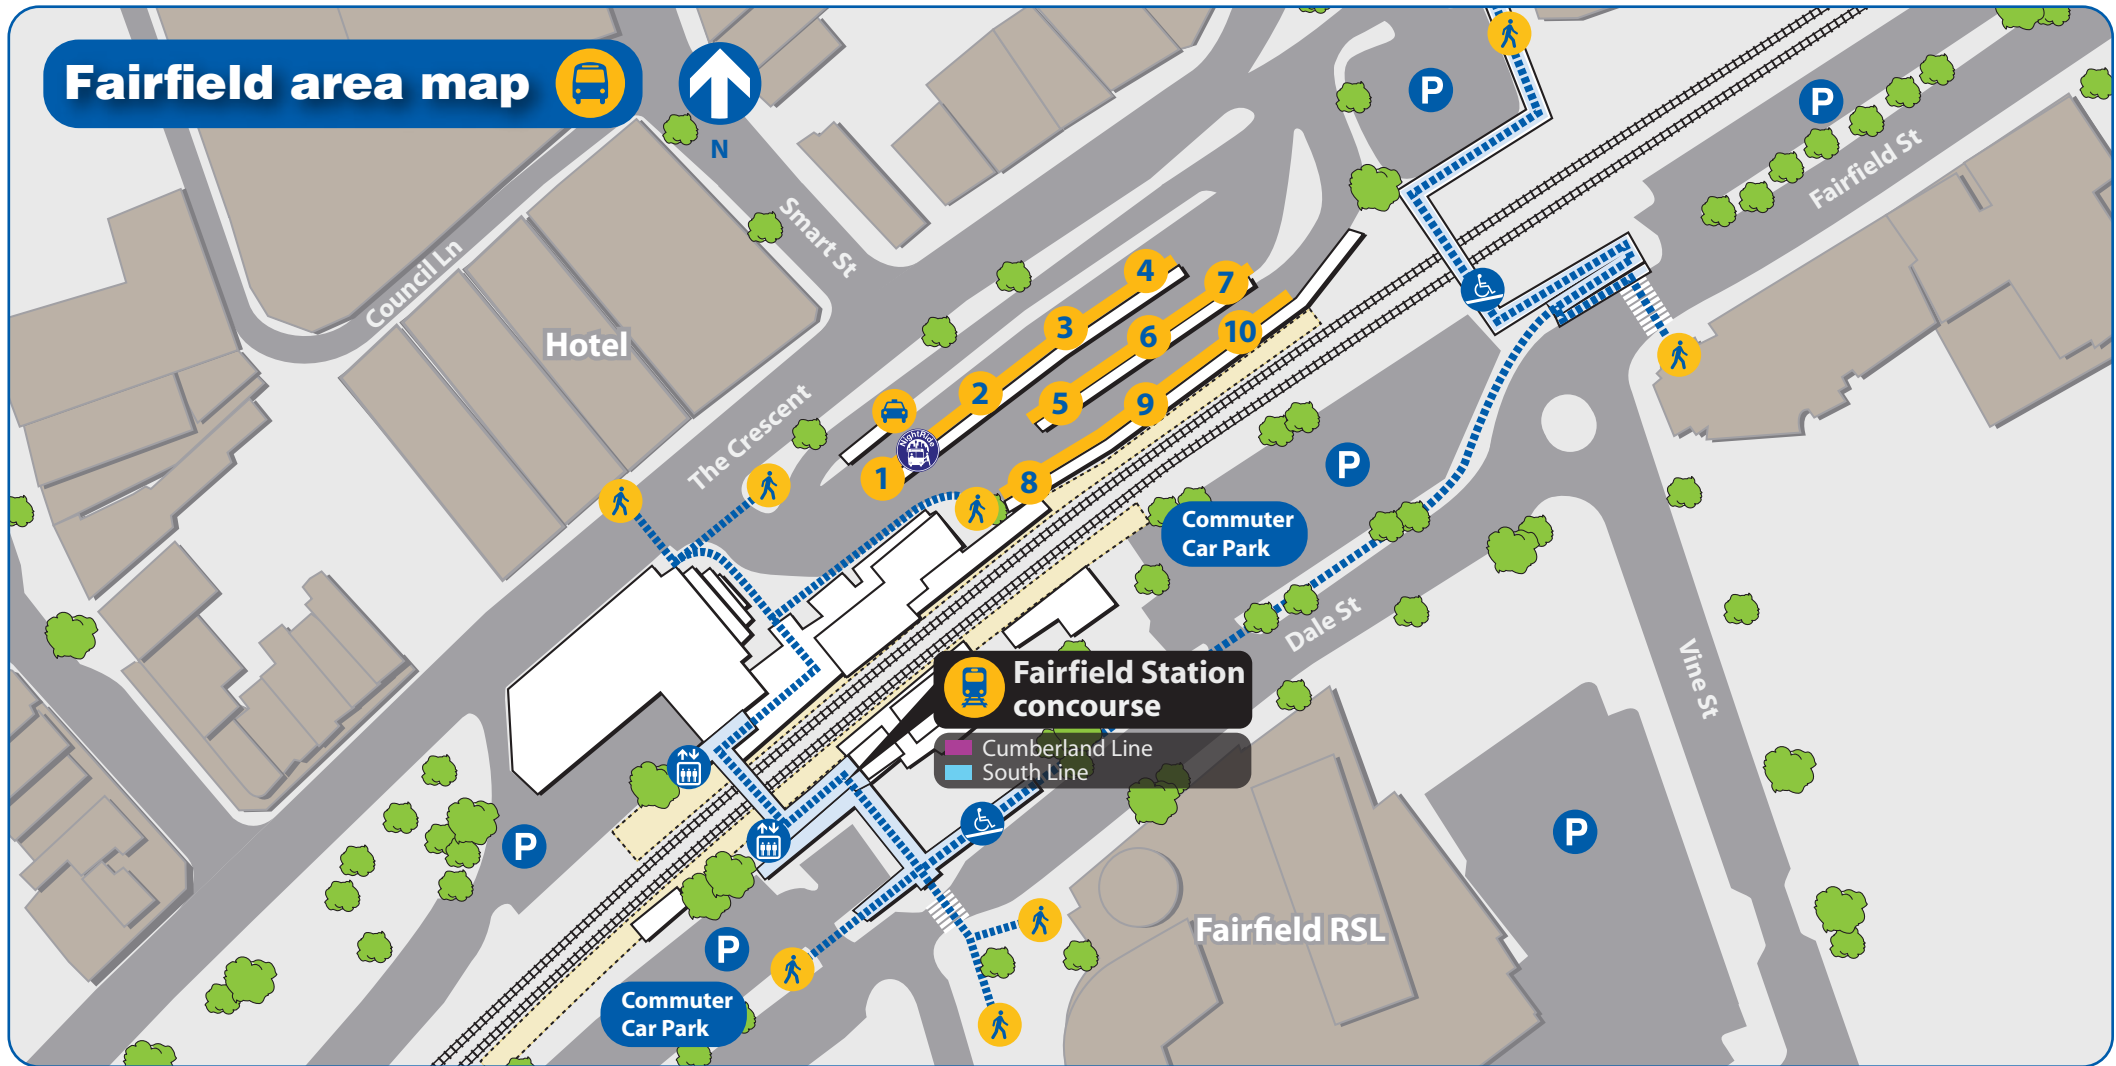 Fairfield area map
N
P
P
Fairfield St
Smart St
Council Ln
Hotel
The Crescent
4
7
3
6
10
2
5
9
NightRide
1
8
P
Commuter
Car Park
Dale St
Vine St
Fairfield Station
concourse
Cumberland Line
South Line
P
P
Fairfield RSL
P
Commuter
Car Park